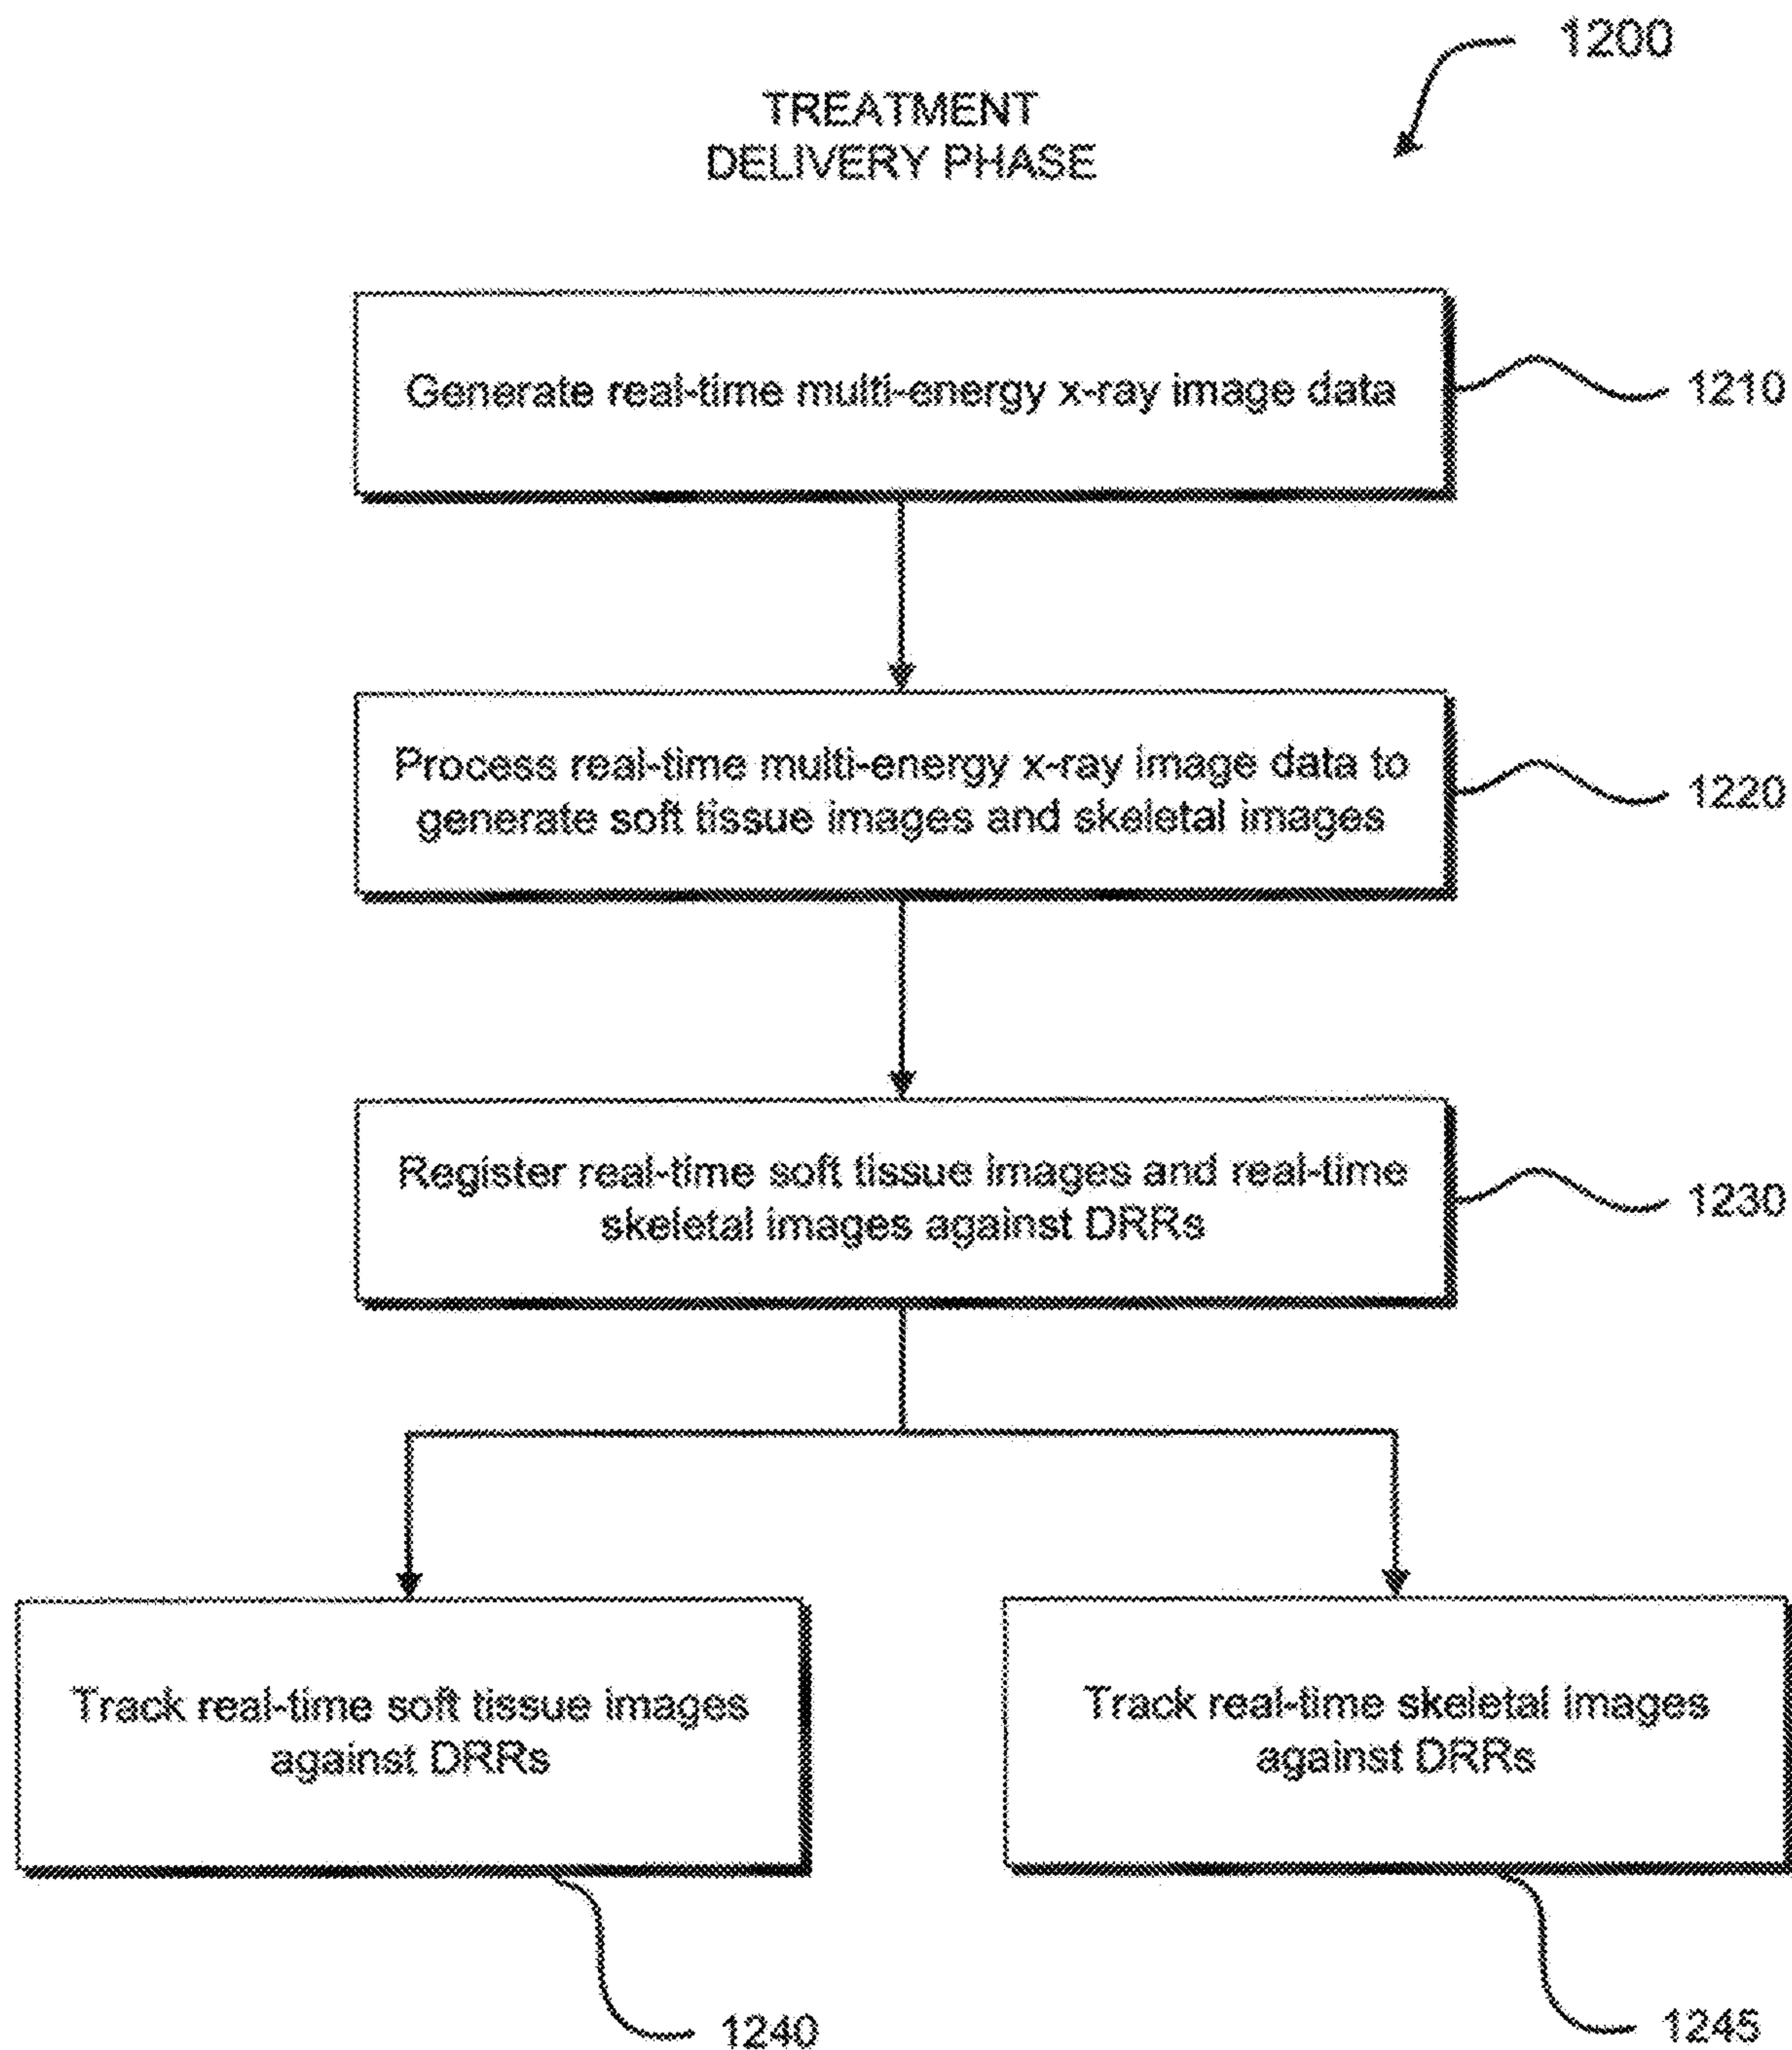 1200
TREATMENT
DELIVERY PHASE
Generate real-time multi-energy x-ray image data
1210
Process real-time multi-energy x-ray image data to
generate soft tissue images and skeletal images
1220
Register real-time soft tissue images and real-time
skeletal images against DRRs
1230
Track real-time soft tissue images
against DRRs
Track real-time skeletal images
against DRRs
1240
1245